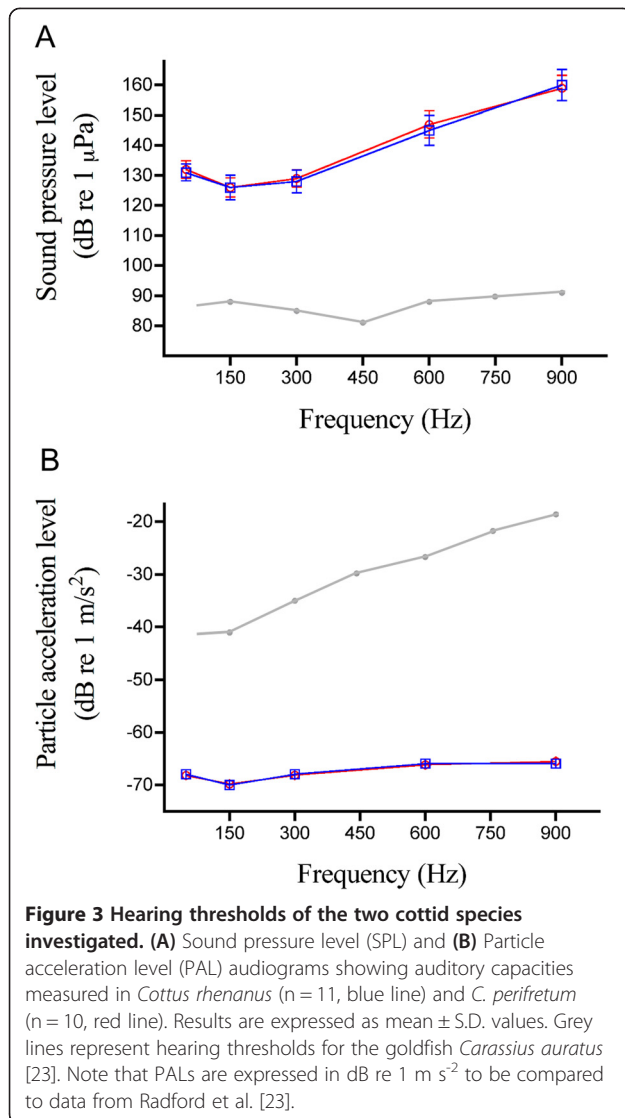 A
Sound pressure level
(dB re 1 μPa)
160
150
140
130
120
110
100
90
80
150 300 450 600 750 900
Frequency (Hz)
B
Particle acceleration level
(dB re 1 m/s²)
-20
-30
-40
-50
-60
-70
150 300 450 600 750 900
Frequency (Hz)
Figure 3 Hearing thresholds of the two cottid species
investigated. (A) Sound pressure level (SPL) and (B) Particle
acceleration level (PAL) audiograms showing auditory capacities
measured in Cottus rhenanus (n = 11, blue line) and C. perifretum
(n = 10, red line). Results are expressed as mean ± S.D. values. Grey
lines represent hearing thresholds for the goldfish Carassius auratus
[23]. Note that PALs are expressed in dB re 1 m s⁻² to be compared
to data from Radford et al. [23].